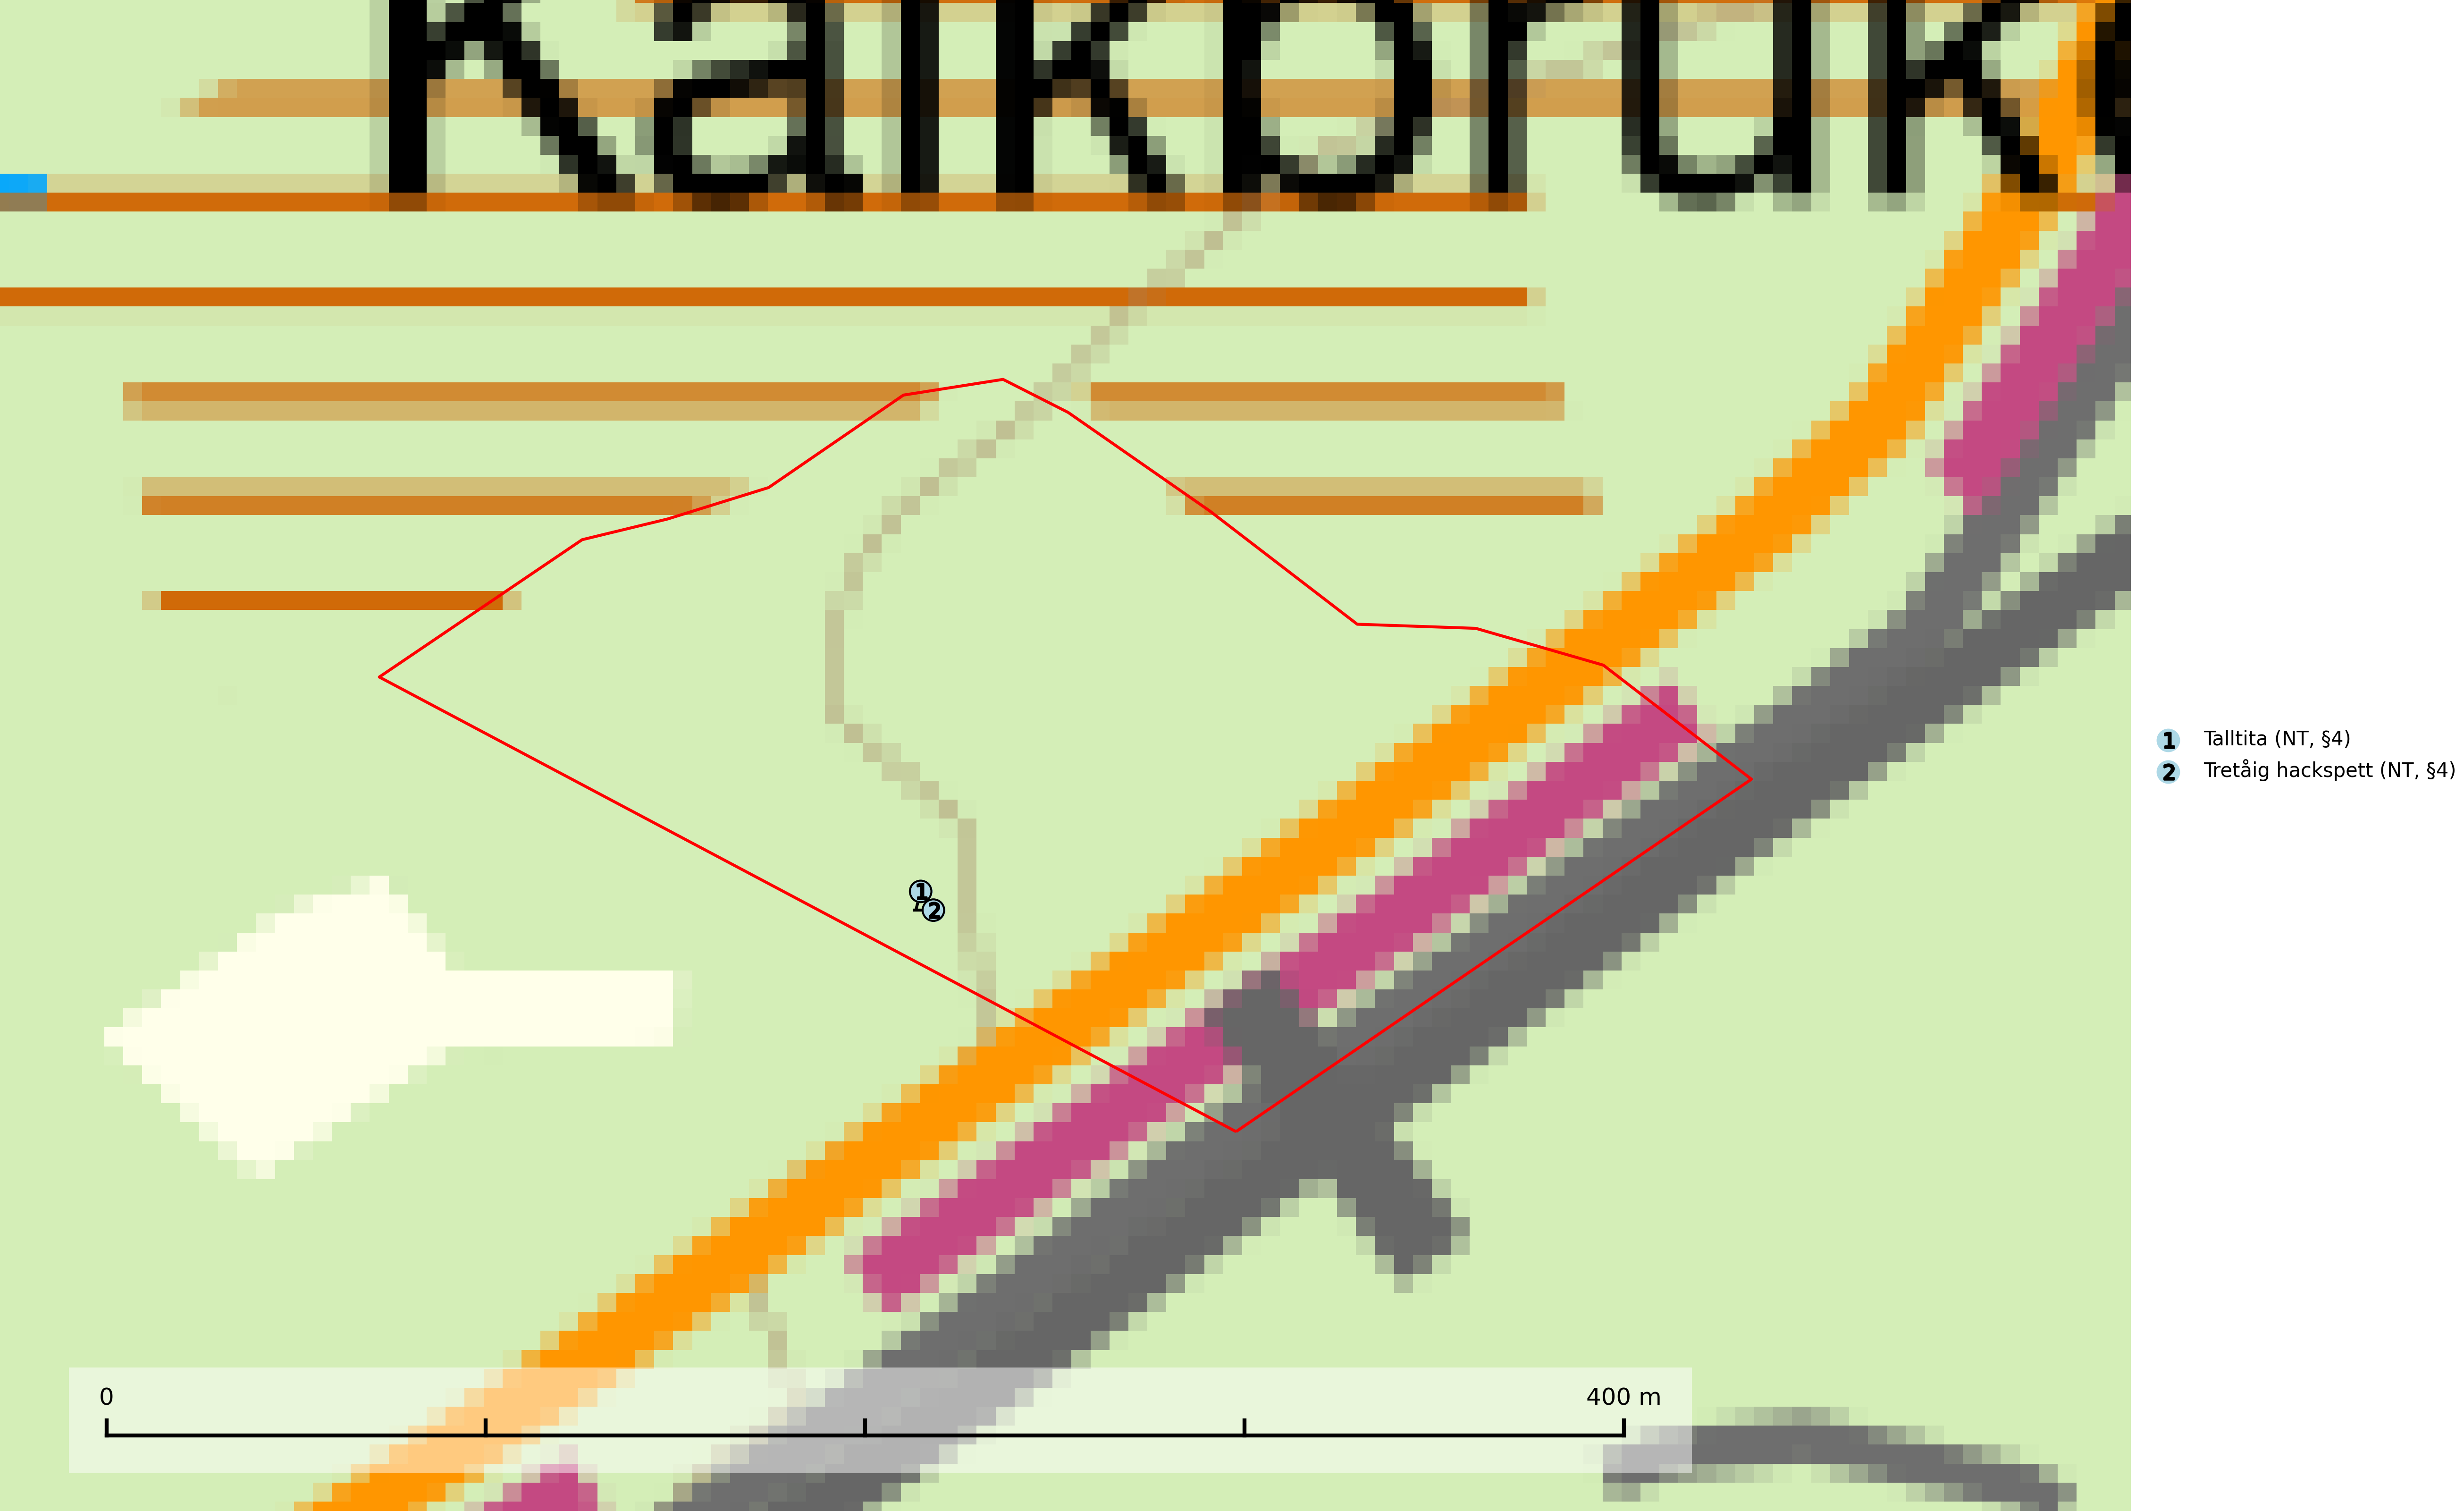 Kalkbruk
1 Talltita (NT, §4)
2 Tretåig hackspett (NT, §4)
1
2
0 400 m